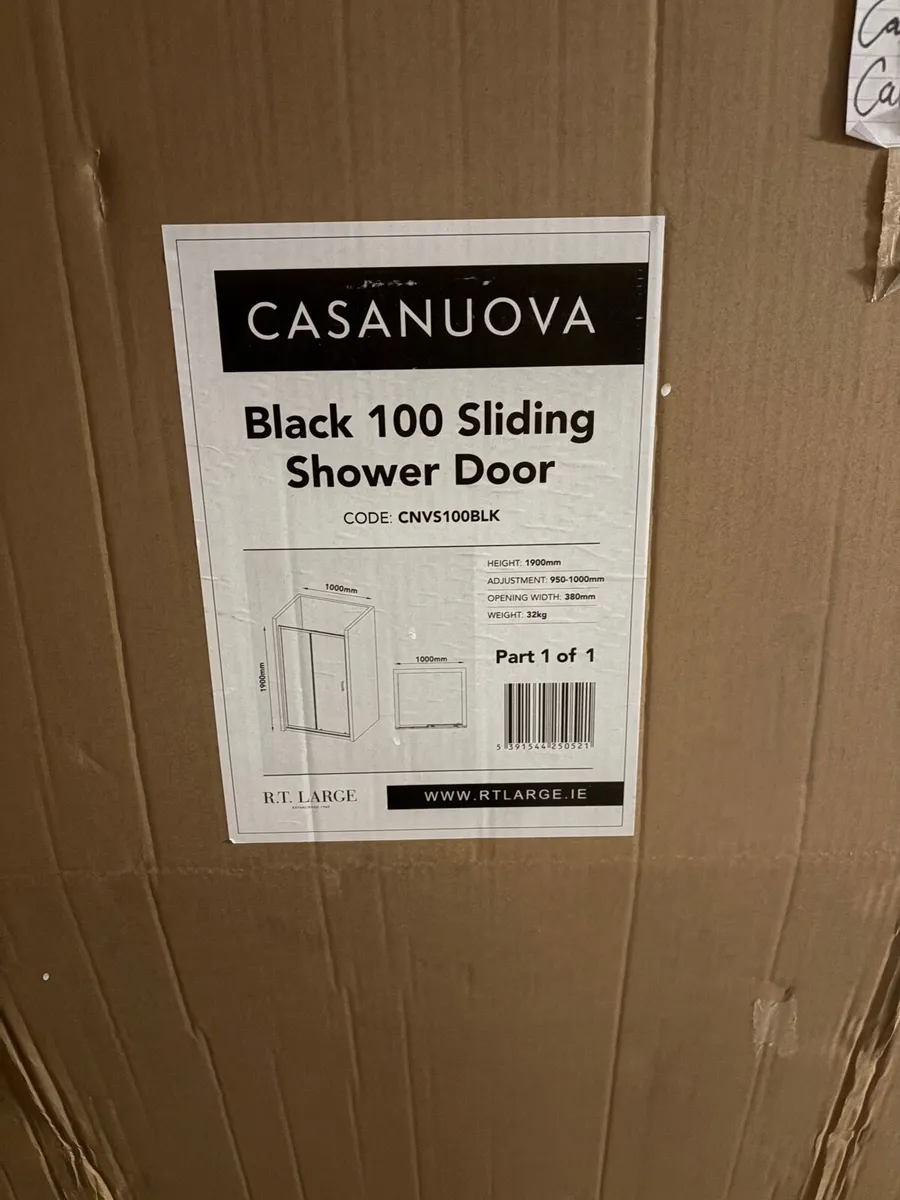 CASANUOVA
Black 100 Sliding
Shower Door
CODE: CNVS100BLK
HEIGHT: 1900mm
ADJUSTMENT: 950-1000mm
OPENING WIDTH: 380mm
WEIGHT: 32kg
1000mm
1900mm
1000mm
Part 1 of 1
5 391544 250521
R.T. LARGE
WWW.RTLARGE.IE